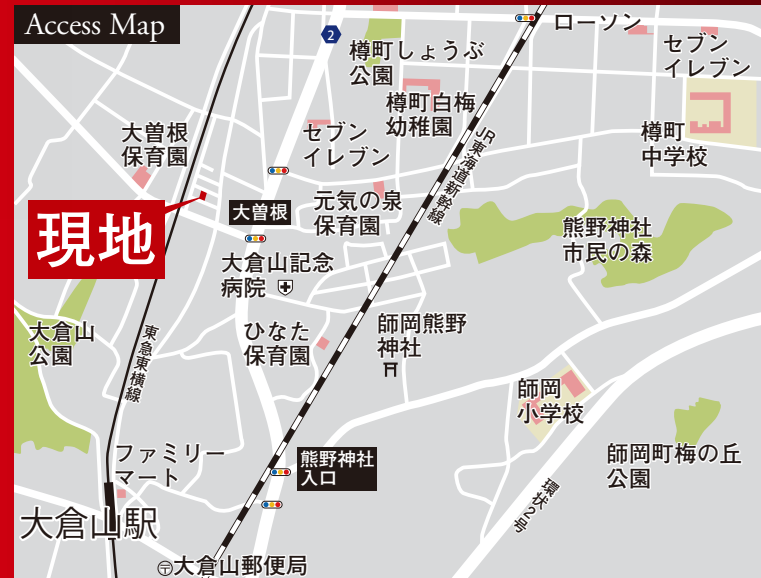 Access Map
2
ローソン
樽町しょうぶ
公園
セブン
イレブン
樽町白梅
幼稚園
大曽根
保育園
セブン
イレブン
樽町
中学校
JR東海道新幹線
現地
大曽根
元気の泉
保育園
熊野神社
市民の森
大倉山記念
病院
大倉山
公園
東急東横線
ひなた
保育園
師岡熊野
神社
師岡
小学校
ファミリー
マート
熊野神社
入口
師岡町梅の丘
公園
環状2号
大倉山駅
〒大倉山郵便局